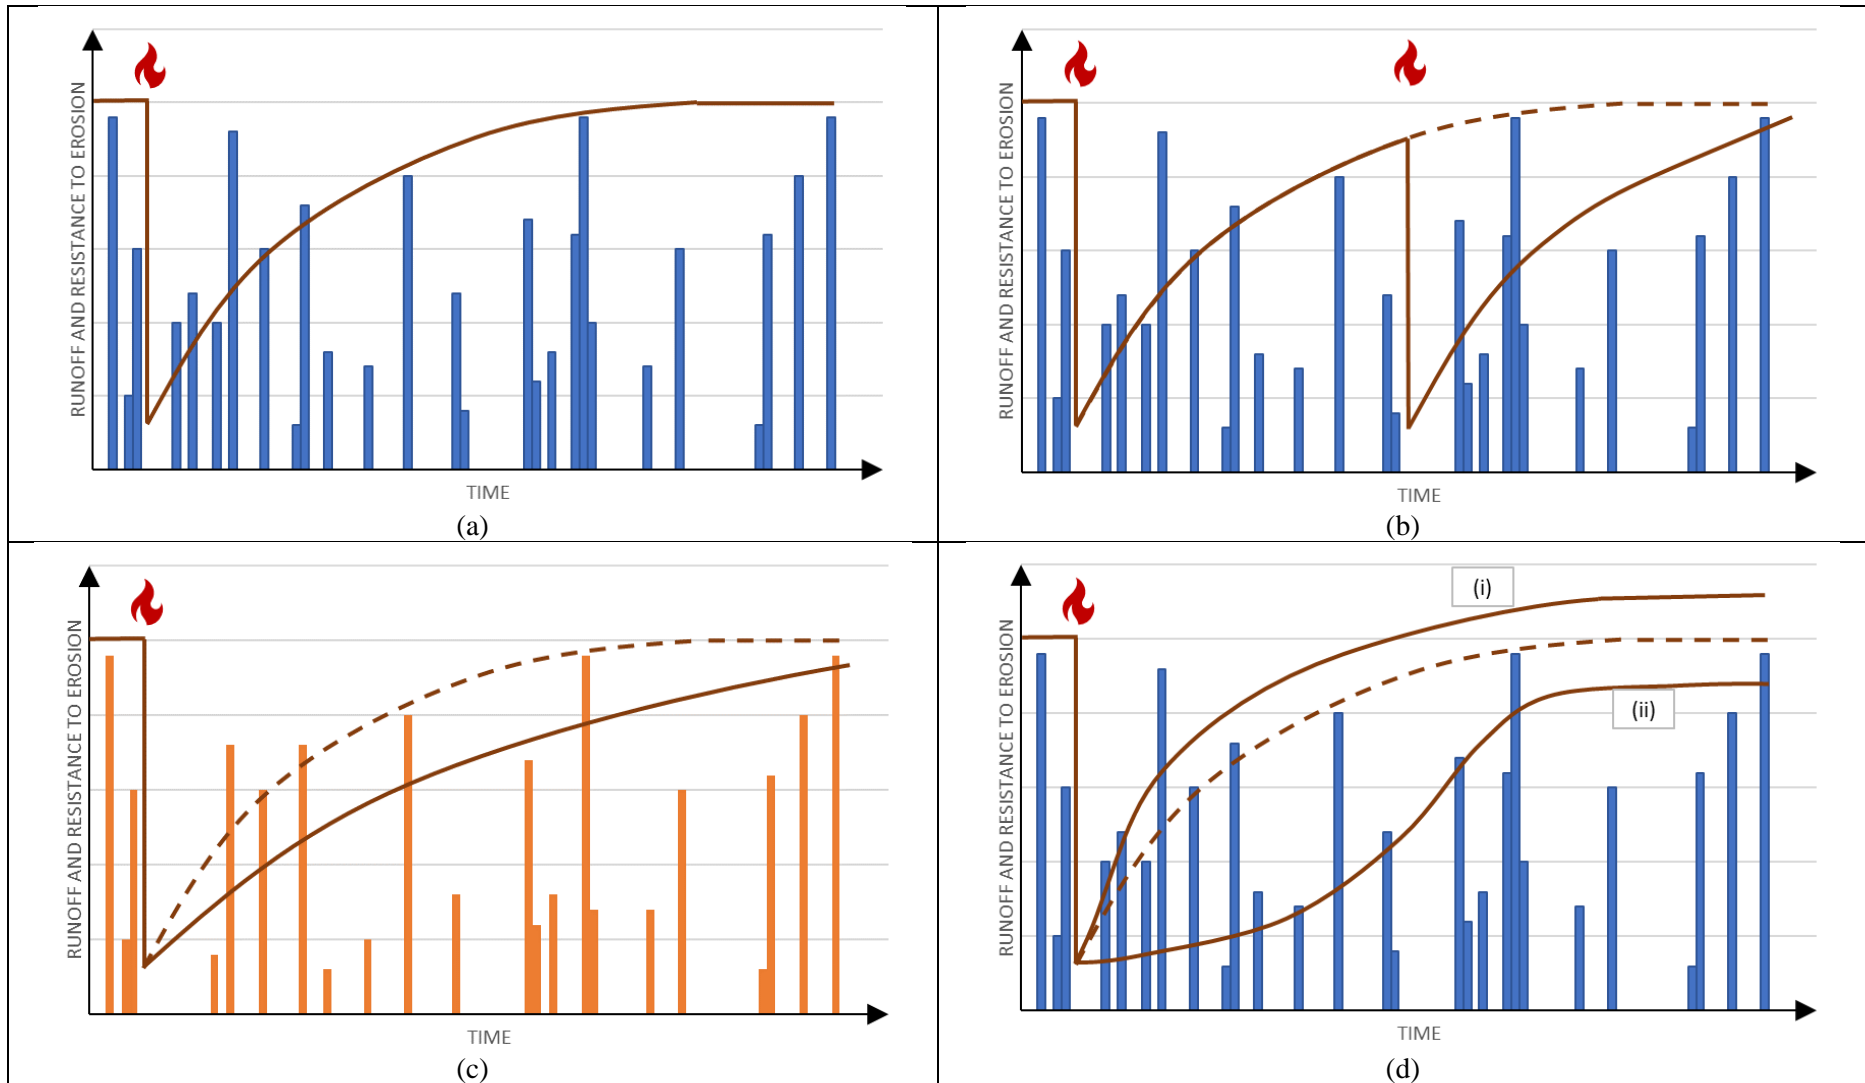 RUNOFF AND RESISTANCE TO EROSION
TIME
(a)
RUNOFF AND RESISTANCE TO EROSION
TIME
(b)
RUNOFF AND RESISTANCE TO EROSION
TIME
(c)
RUNOFF AND RESISTANCE TO EROSION
(i)
(ii)
TIME
(d)